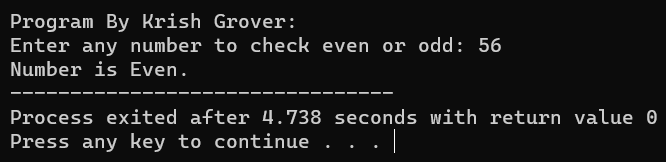 Program By Krish Grover:
Enter any number to check even or odd: 56
Number is Even.
--------------------------------
Process exited after 4.738 seconds with return value 0
Press any key to continue . . .